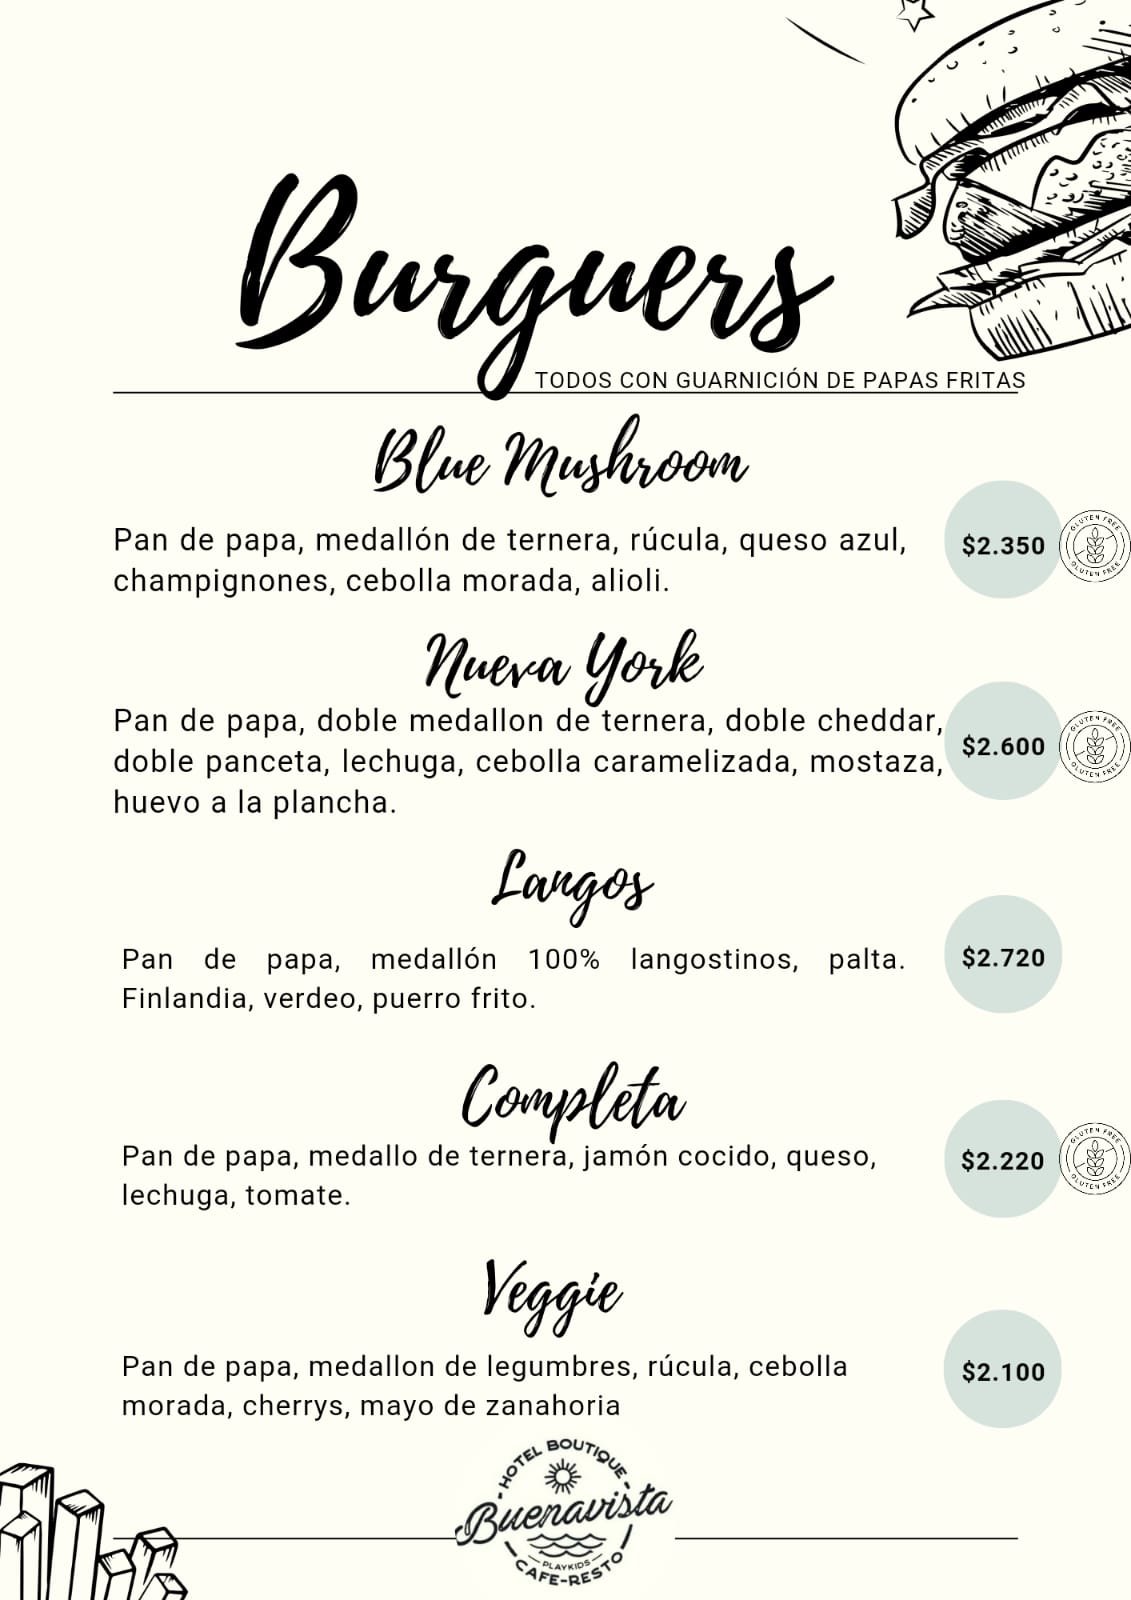 Burguers
TODOS CON GUARNICIÓN DE PAPAS FRITAS
Blue Mushroom
Pan de papa, medallón de ternera, rúcula, queso azul,
champignones, cebolla morada, alioli.
$2.350
GLUTEN FREE
GLUTEN FREE
Nueva York
Pan de papa, doble medallon de ternera, doble cheddar,
doble panceta, lechuga, cebolla caramelizada, mostaza,
huevo a la plancha.
$2.600
GLUTEN FREE
GLUTEN FREE
Langos
Pan de papa, medallón 100% langostinos, palta.
Finlandia, verdeo, puerro frito.
$2.720
Completa
Pan de papa, medallo de ternera, jamón cocido, queso,
lechuga, tomate.
$2.220
GLUTEN FREE
GLUTEN FREE
Veggie
Pan de papa, medallon de legumbres, rúcula, cebolla
morada, cherrys, mayo de zanahoria
$2.100
HOTEL BOUTIQUE
Buenavista
PLAYKIDS
CAFE-RESTO